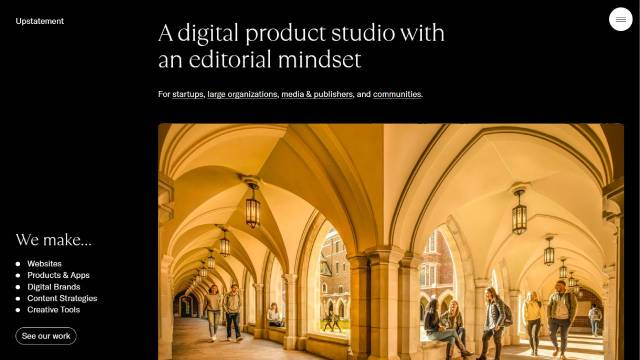 Upstatement
A digital product studio with
an editorial mindset
For startups, large organizations, media & publishers, and communities.
We make...
Websites
Products & Apps
Digital Brands
Content Strategies
Creative Tools
See our work